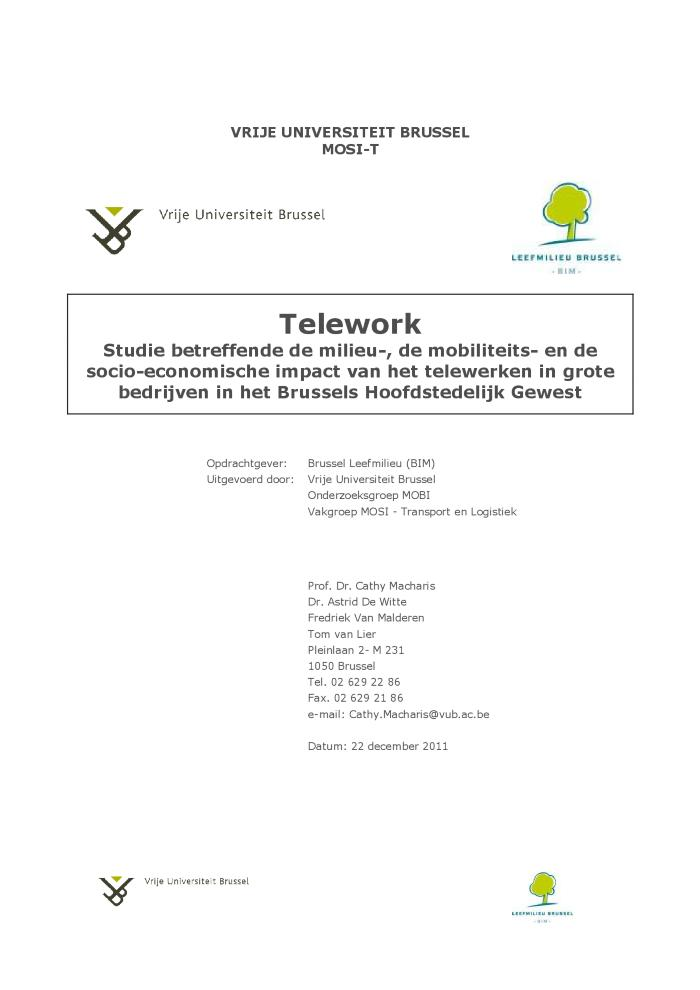 VRIJE UNIVERSITEIT BRUSSEL
MOSI-T
Vrije Universiteit Brussel
LEEFMILIEU BRUSSEL
- BIM -
Telework
Studie betreffende de milieu-, de mobiliteits- en de
socio-economische impact van het telewerken in grote
bedrijven in het Brussels Hoofdstedelijk Gewest
Opdrachtgever: Brussel Leefmilieu (BIM)
Uitgevoerd door: Vrije Universiteit Brussel
Onderzoeksgroep MOBI
Vakgroep MOSI - Transport en Logistiek
Prof. Dr. Cathy Macharis
Dr. Astrid De Witte
Fredriek Van Malderen
Tom van Lier
Pleinlaan 2- M 231
1050 Brussel
Tel. 02 629 22 86
Fax. 02 629 21 86
e-mail: Cathy.Macharis@vub.ac.be
Datum: 22 december 2011
Vrije Universiteit Brussel
LEEFMILIEU BRUSSEL
- BIM -